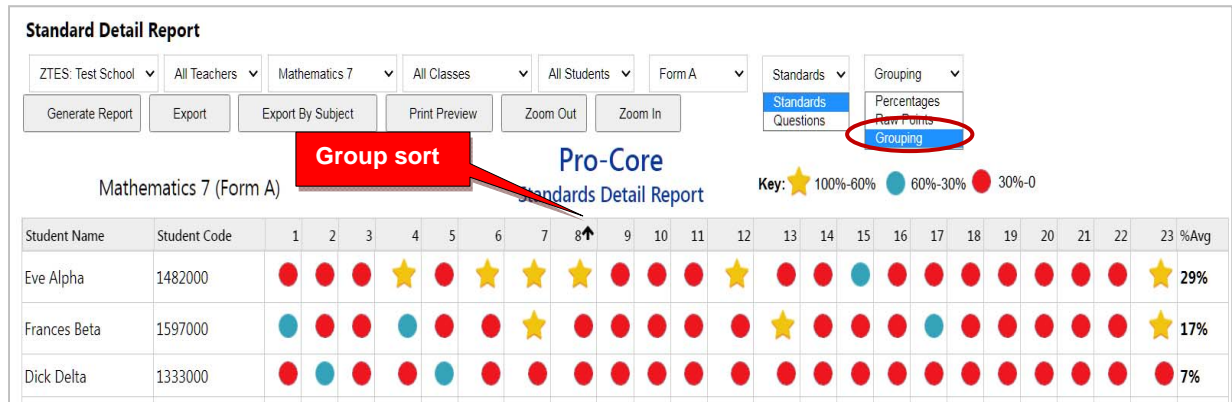 Standard Detail Report
ZTES: Test School All Teachers Mathematics 7 All Classes All Students Form A Standards Grouping
Generate Report Export Export By Subject Print Preview Zoom Out Zoom In Standards Percentages
Questions Raw Points
Grouping
Group sort
Pro-Core
Mathematics 7 (Form A) Standards Detail Report Key: 100%-60% 60%-30% 30%-0
Student Name Student Code 1 2 3 4 5 6 7 8 9 10 11 12 13 14 15 16 17 18 19 20 21 22 23 %Avg
Eve Alpha 1482000 29%
Frances Beta 1597000 17%
Dick Delta 1333000 7%